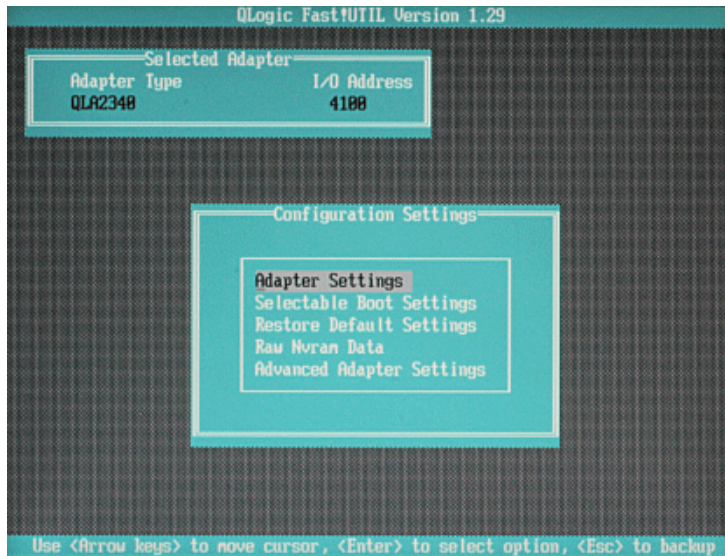 QLogic Fast!UTIL Version 1.29
Selected Adapter
Adapter Type I/O Address
QLA2340 4100
Configuration Settings
Adapter Settings
Selectable Boot Settings
Restore Default Settings
Raw Nvram Data
Advanced Adapter Settings
Use <Arrow keys> to move cursor, <Enter> to select option, <Esc> to backup